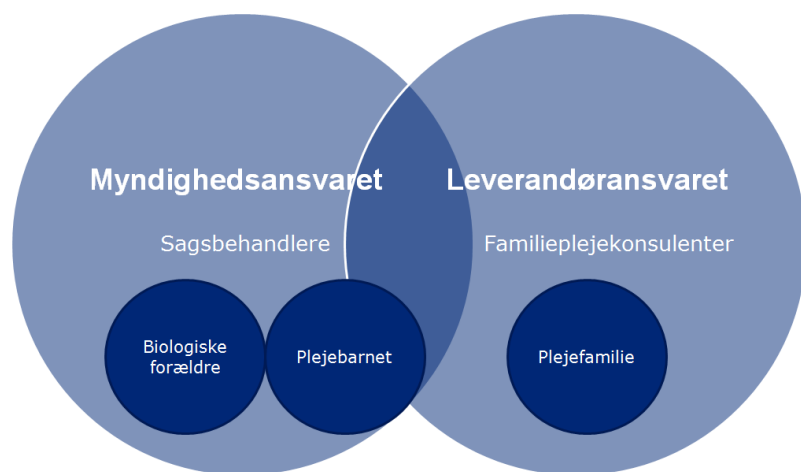 Myndighedsansvaret
Leverandøransvaret
Sagsbehandlere
Familieplejekonsulenter
Biologiske
forældre
Plejebarnet
Plejefamilie